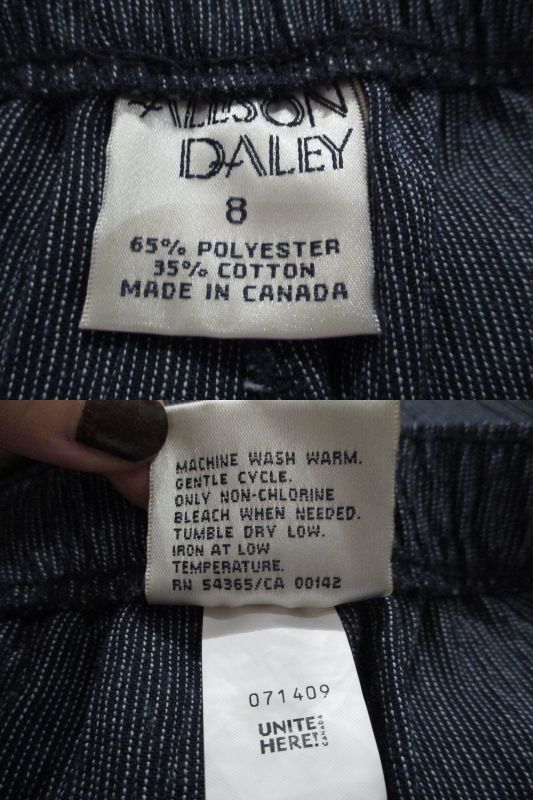 ALISON
DALEY
8
65% POLYESTER
35% COTTON
MADE IN CANADA
MACHINE WASH WARM.
GENTLE CYCLE.
ONLY NON-CHLORINE
BLEACH WHEN NEEDED.
TUMBLE DRY LOW.
IRON AT LOW
TEMPERATURE.
RN 54365/CA 00142
071409
UNITE
HERE!